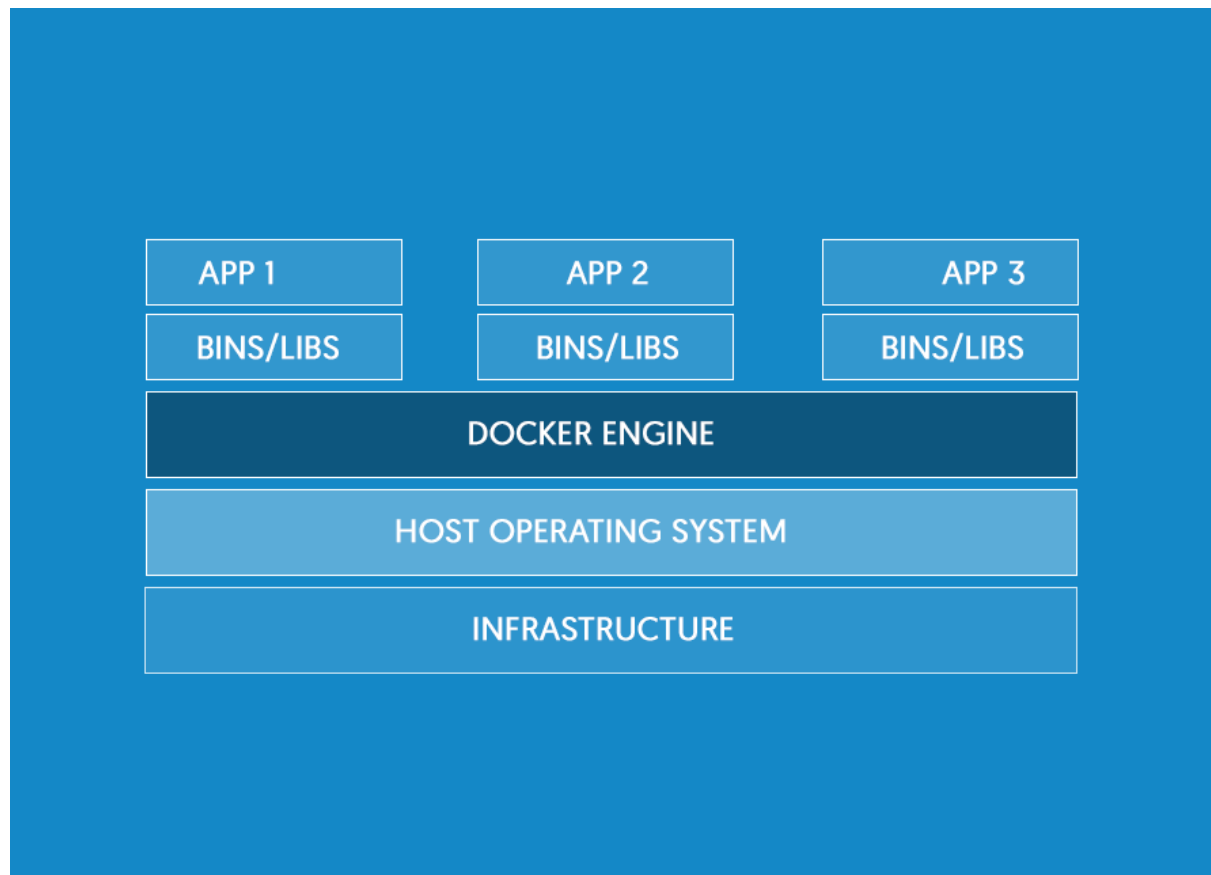 APP 1
APP 2
APP 3
BINS/LIBS
BINS/LIBS
BINS/LIBS
DOCKER ENGINE
HOST OPERATING SYSTEM
INFRASTRUCTURE